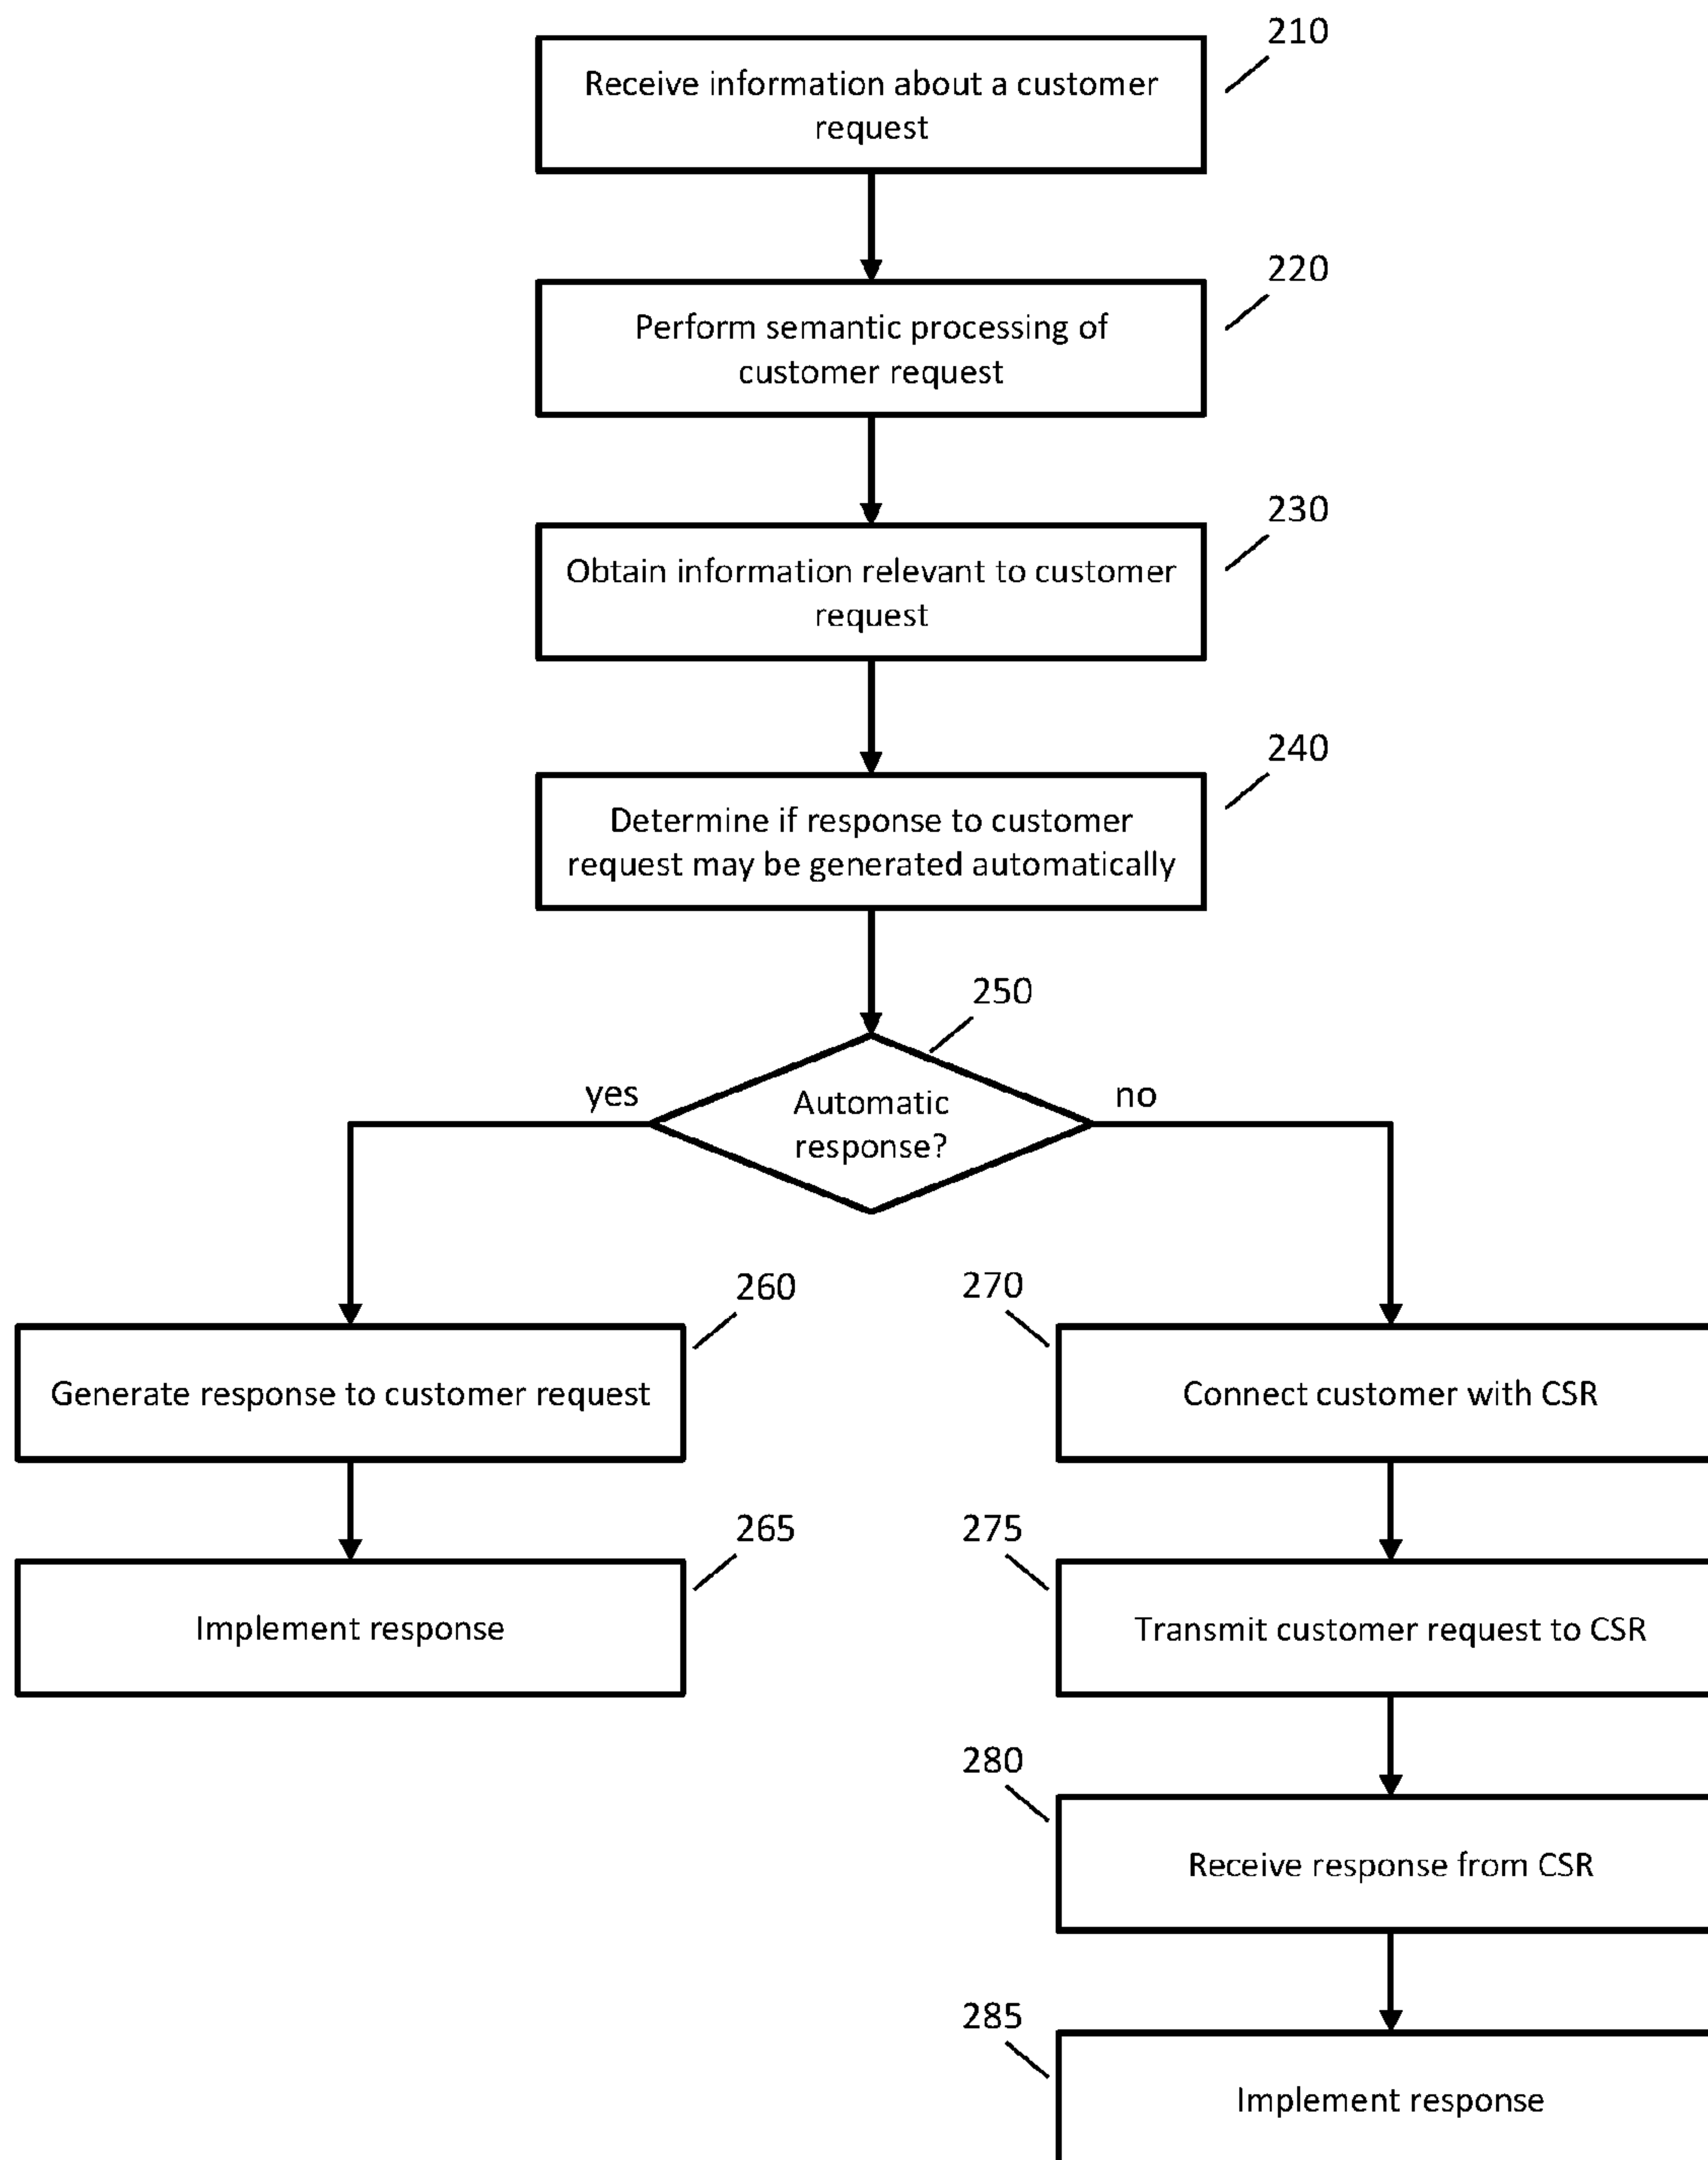 210
Receive information about a customer
request
220
Perform semantic processing of
customer request
230
Obtain information relevant to customer
request
240
Determine if response to customer
request may be generated automatically
250
Automatic
response?
yes
no
260
Generate response to customer request
270
Connect customer with CSR
265
Implement response
275
Transmit customer request to CSR
280
Receive response from CSR
285
Implement response